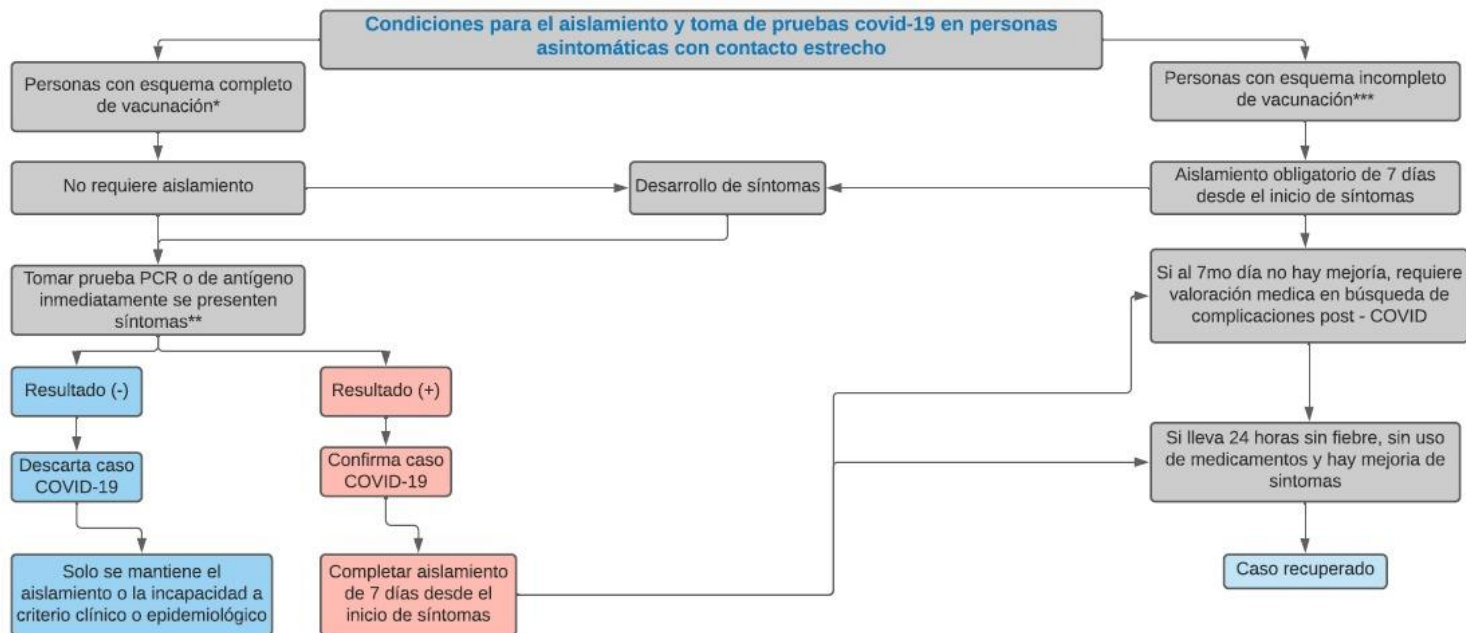 Condiciones para el aislamiento y toma de pruebas covid-19 en personas
asintomáticas con contacto estrecho
Personas con esquema completo
de vacunación*
Personas con esquema incompleto
de vacunación***
No requiere aislamiento
Desarrollo de síntomas
Aislamiento obligatorio de 7 días
desde el inicio de síntomas
Tomar prueba PCR o de antígeno
inmediatamente se presenten
síntomas**
Si al 7mo día no hay mejoría, requiere
valoración medica en búsqueda de
complicaciones post - COVID
Resultado (-)
Resultado (+)
Descarta caso
COVID-19
Confirma caso
COVID-19
Si lleva 24 horas sin fiebre, sin uso
de medicamentos y hay mejoria de
sintomas
Solo se mantiene el
aislamiento o la incapacidad a
criterio clínico o epidemiológico
Completar aislamiento
de 7 días desde el
inicio de síntomas
Caso recuperado